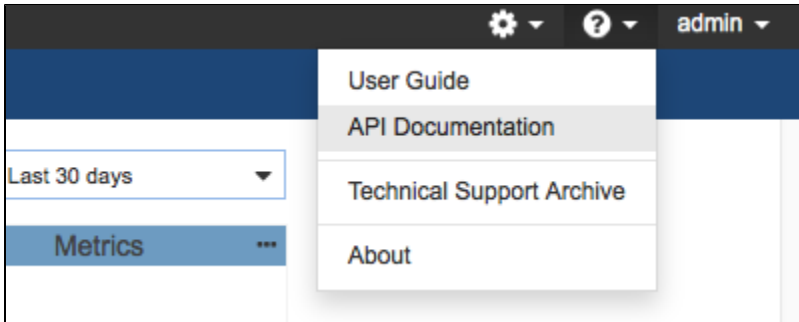 admin
User Guide
API Documentation
Last 30 days
Technical Support Archive
Metrics
About